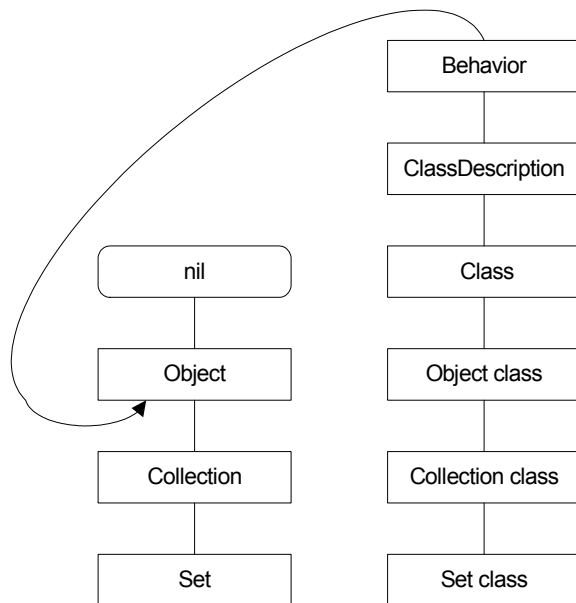 Behavior
ClassDescription
nil
Class
Object
Object class
Collection
Collection class
Set
Set class